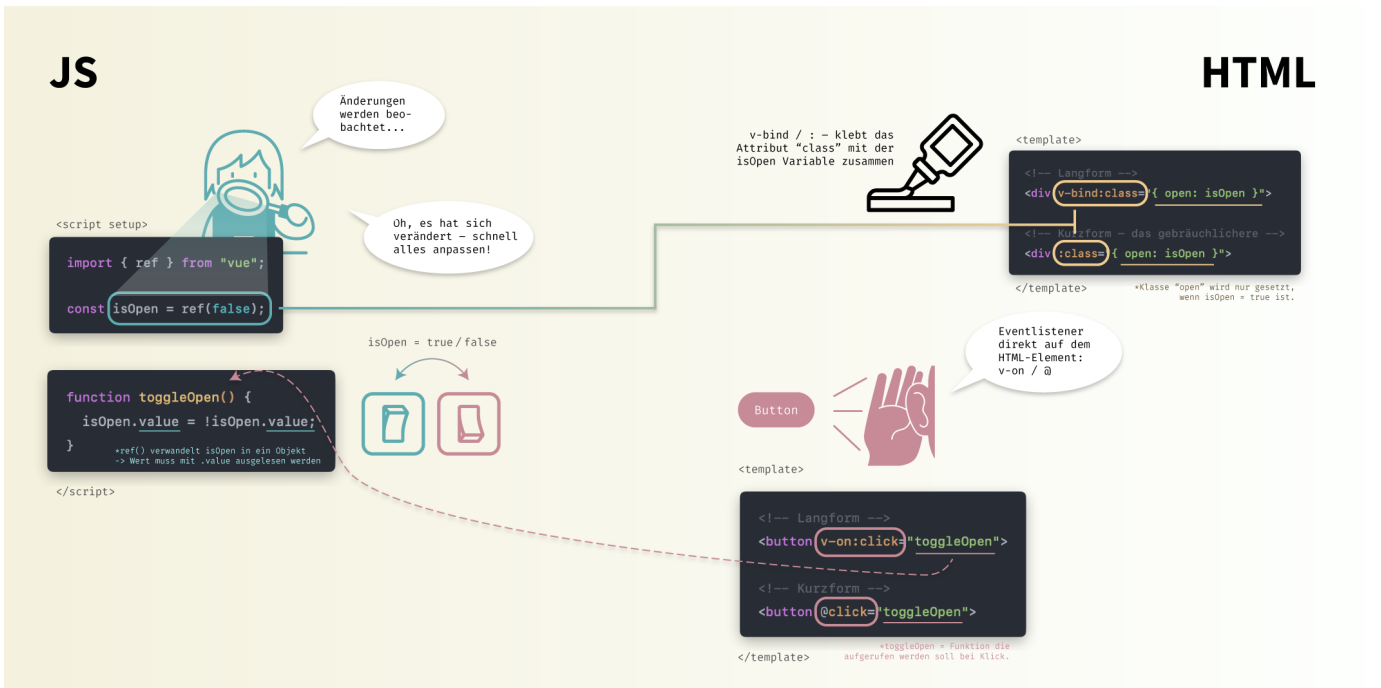 JS
HTML
Änderungen
werden beo-
bachtet...
Oh, es hat sich
verändert – schnell
alles anpassen!
<script setup>
import { ref } from "vue";
const isOpen = ref(false);
function toggleOpen() {
isOpen.value = !isOpen.value;
}
*ref() verwandelt isOpen in ein Objekt
-> Wert muss mit .value ausgelesen werden
</script>
isOpen = true/false
v-bind / : – klebt das
Attribut “class” mit der
isOpen Variable zusammen
<template>
<!-- Langform -->
<div v-bind:class="{ open: isOpen }">
<!-- Kurzform – das gebräuchlichere -->
<div :class="{ open: isOpen }">
</template>
*Klasse “open” wird nur gesetzt,
wenn isOpen = true ist.
Eventlistener
direkt auf dem
HTML-Element:
v-on / @
Button
<template>
<!-- Langform -->
<button v-on:click="toggleOpen">
<!-- Kurzform -->
<button @click="toggleOpen">
</template>
*toggleOpen = Funktion die
aufgerufen werden soll bei Klick.